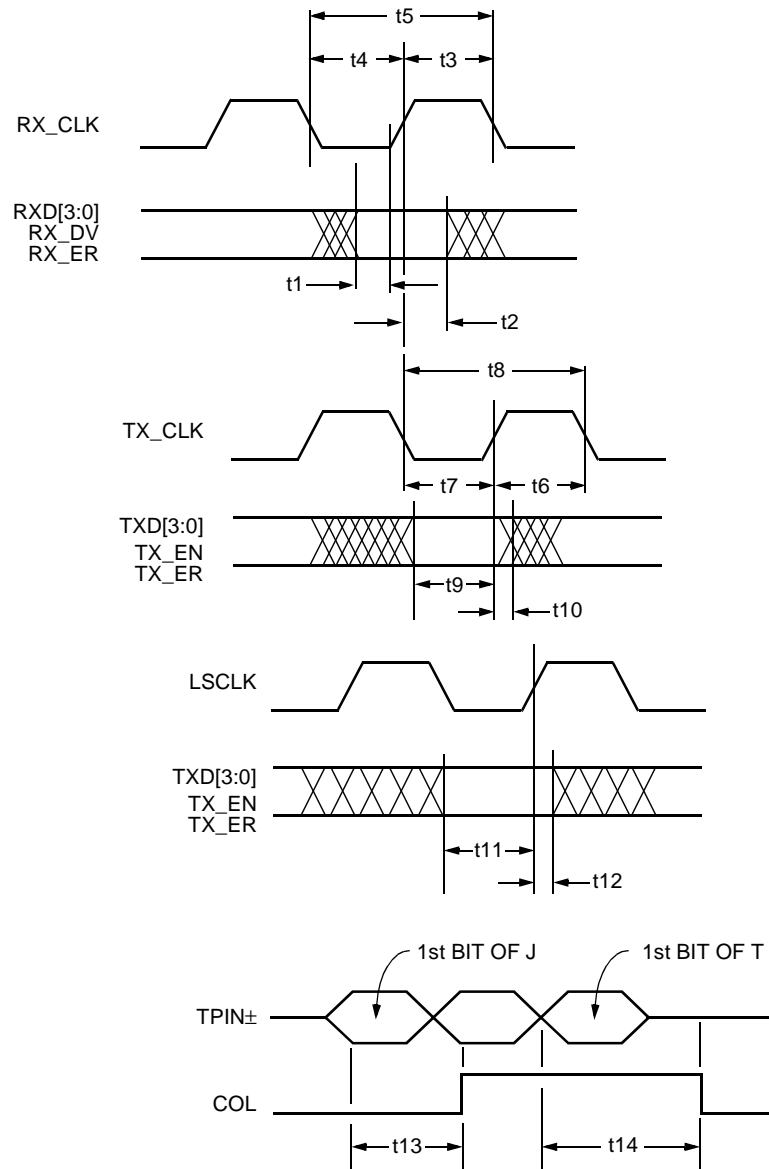 t5
t4
t3
RX_CLK
RXD[3:0]
RX_DV
RX_ER
t1
t2
t8
TX_CLK
t7
t6
TXD[3:0]
TX_EN
TX_ER
t9
t10
LSCLK
TXD[3:0]
TX_EN
TX_ER
t11
t12
1st BIT OF J
1st BIT OF T
TPIN±
COL
t13
t14